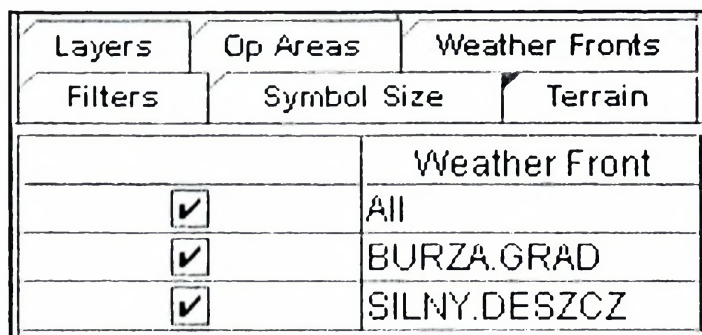 Layers Op Areas Weather Fronts
Filters Symbol Size Terrain
Weather Front
All
BURZA.GRAD
SILNY.DESZCZ